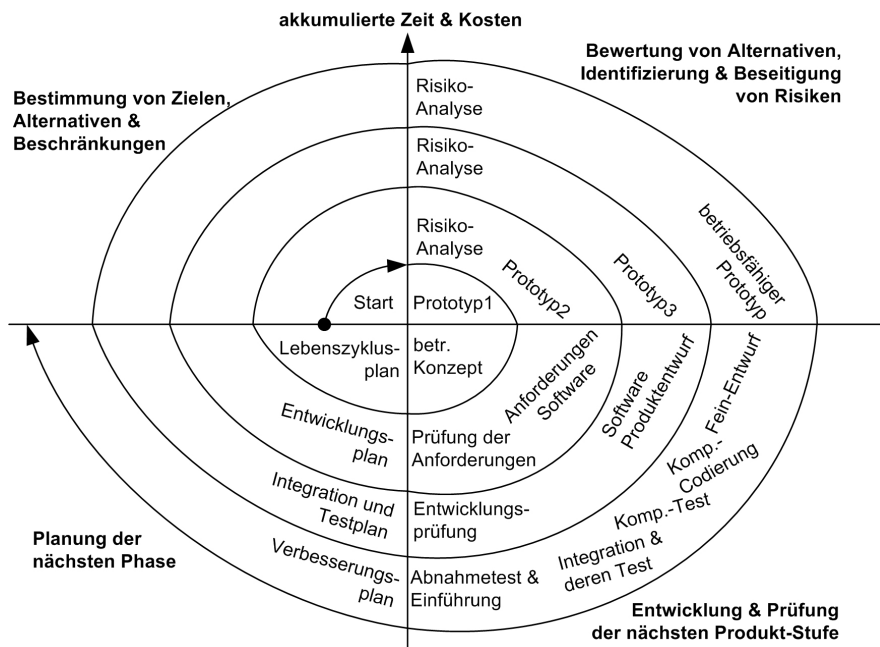 akkumulierte Zeit & Kosten
Bestimmung von Zielen,
Alternativen &
Beschränkungen
Bewertung von Alternativen,
Identifizierung & Beseitigung
von Risiken
Risiko-
Analyse
Risiko-
Analyse
Risiko-
Analyse
Start
Prototyp1
Prototyp2
Prototyp3
betriebsfähiger
Prototyp
Lebenszyklus-
plan
betr.
Konzept
Anforderungen
Software
Software
Produktentwurf
Fein-Entwurf
Komp.-
Codierung
Komp.-Test
Integration &
deren Test
Entwicklungs-
plan
Prüfung der
Anforderungen
Integration und
Testplan
Entwicklungs-
prüfung
Verbesserungs-
plan
Abnahmetest &
Einführung
Planung der
nächsten Phase
Entwicklung & Prüfung
der nächsten Produkt-Stufe